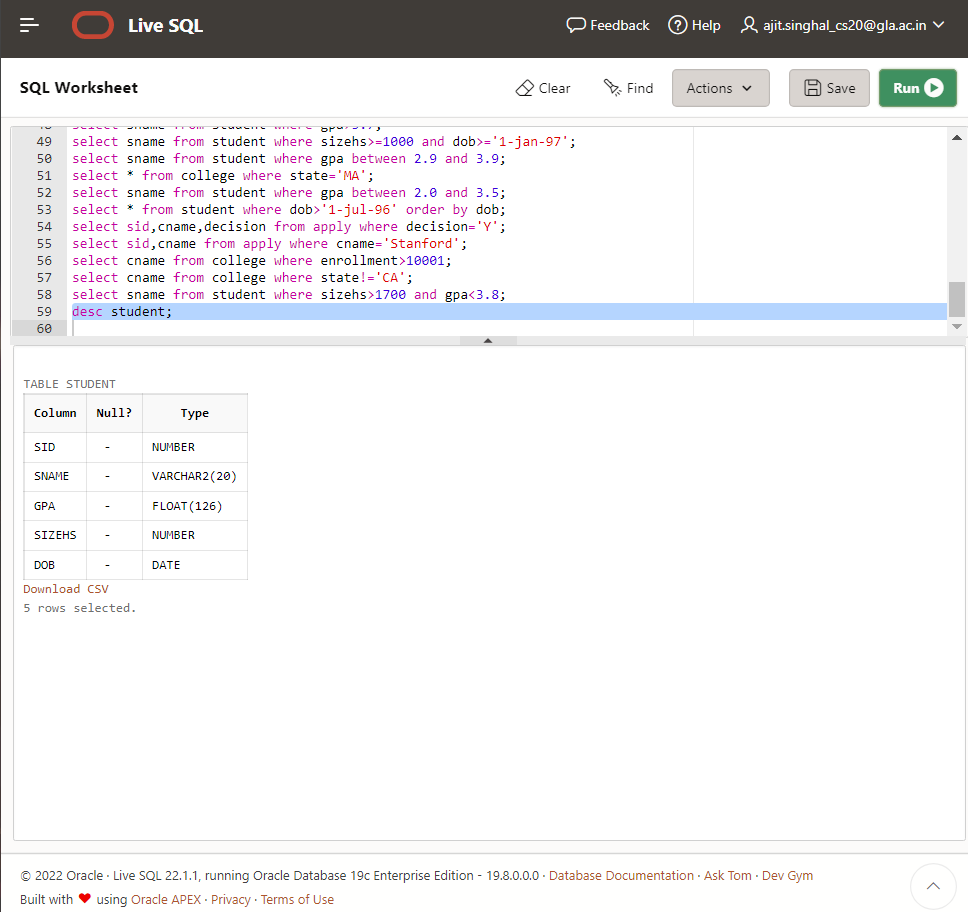 Live SQL
Feedback
Help
ajit.singhal_cs20@gla.ac.in
SQL Worksheet
Clear
Find
Actions
Save
Run
48 select sname from student where gpa>3.7;
49 select sname from student where sizehs>=1000 and dob>='1-jan-97';
50 select sname from student where gpa between 2.9 and 3.9;
51 select * from college where state='MA';
52 select sname from student where gpa between 2.0 and 3.5;
53 select * from student where dob>'1-jul-96' order by dob;
54 select sid,cname,decision from apply where decision='Y';
55 select sid,cname from apply where cname='Stanford';
56 select cname from college where enrollment>10001;
57 select cname from college where state!='CA';
58 select sname from student where sizehs>1700 and gpa<3.8;
59 desc student;
60
TABLE STUDENT
Column Null? Type
SID - NUMBER
SNAME - VARCHAR2(20)
GPA - FLOAT(126)
SIZEHS - NUMBER
DOB - DATE
Download CSV
5 rows selected.
© 2022 Oracle · Live SQL 22.1.1, running Oracle Database 19c Enterprise Edition - 19.8.0.0.0 · Database Documentation · Ask Tom · Dev Gym
Built with ❤ using Oracle APEX · Privacy · Terms of Use